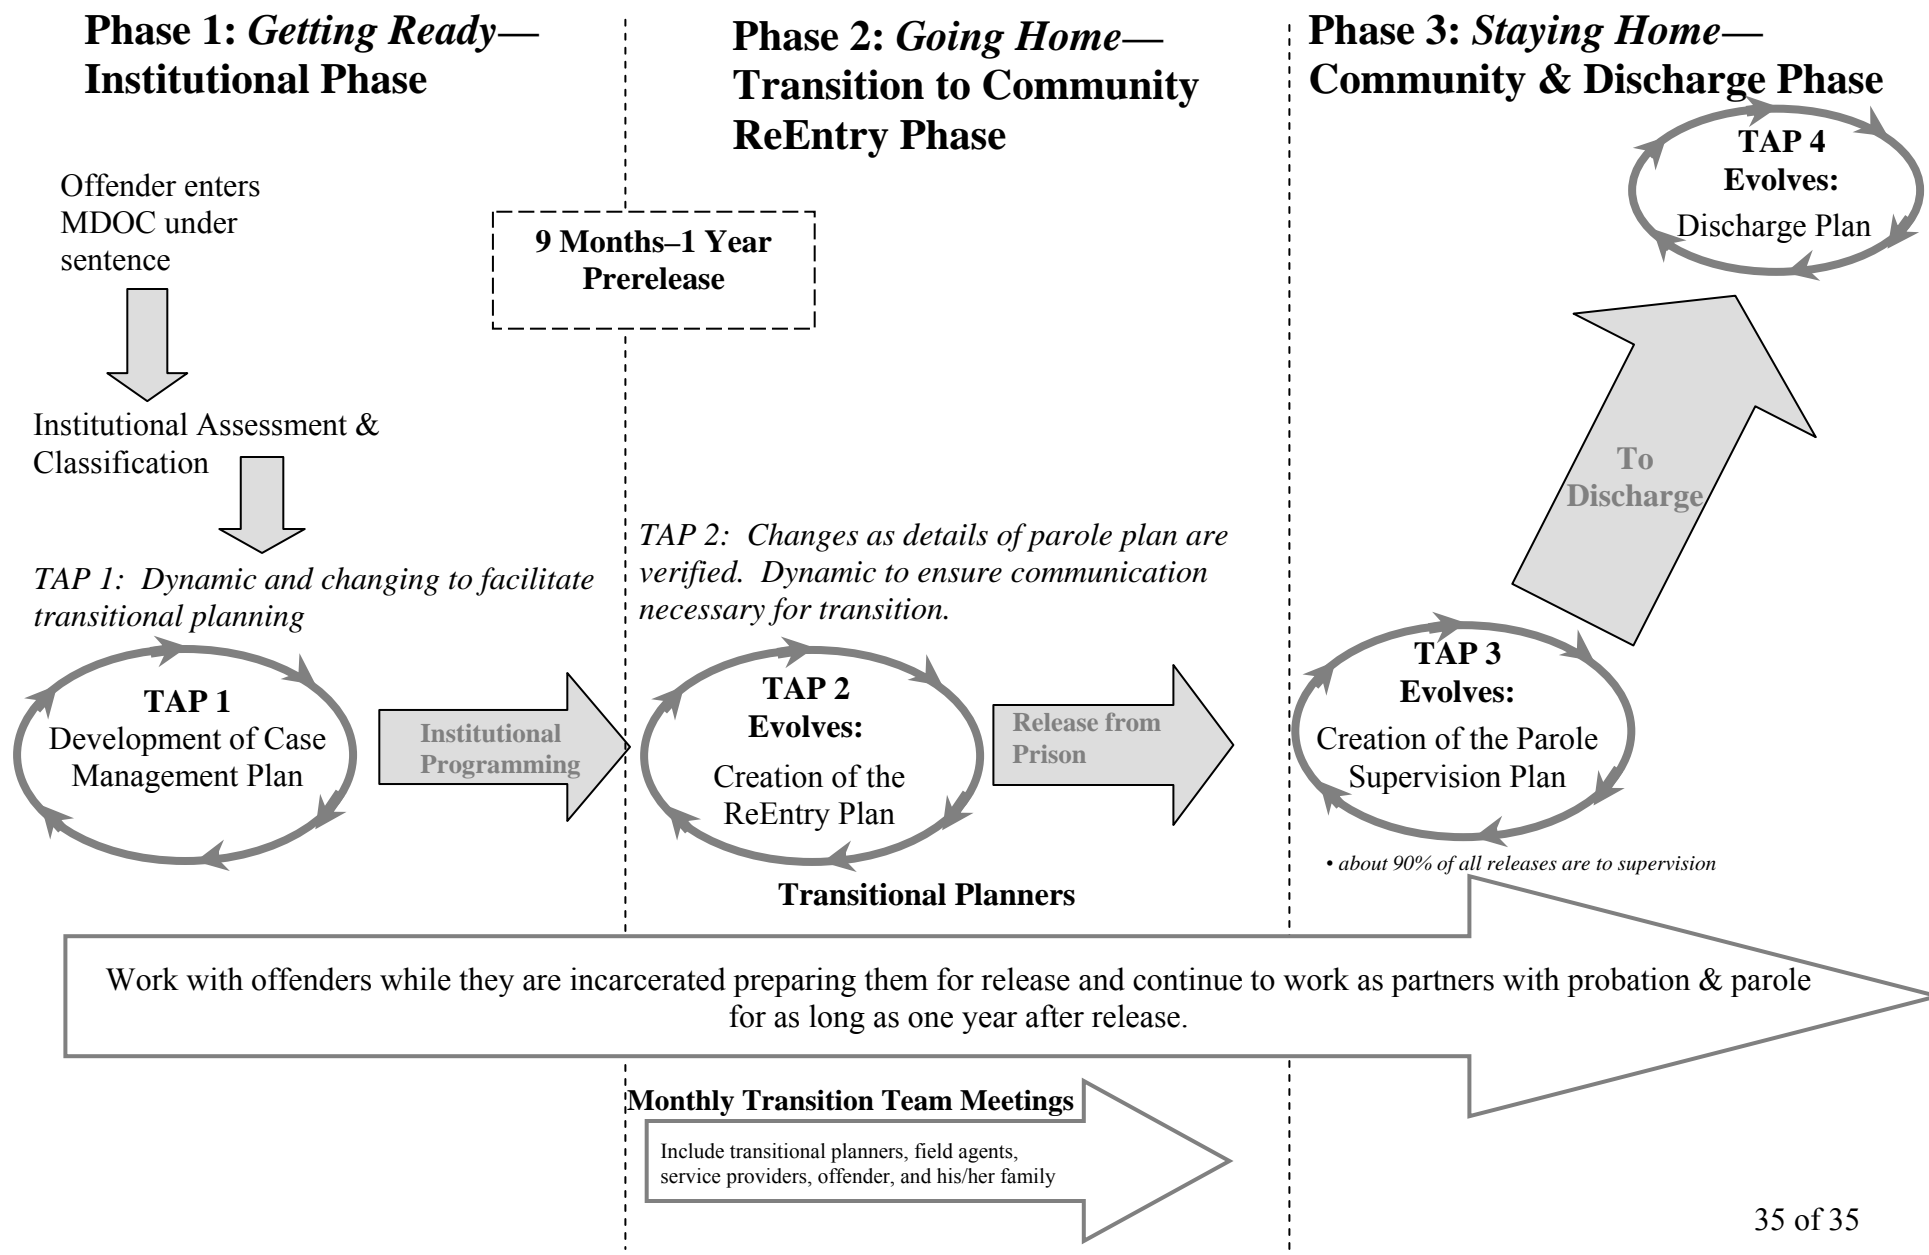 Phase 1: Getting Ready—
Institutional Phase
Phase 2: Going Home—
Transition to Community
ReEntry Phase
Phase 3: Staying Home—
Community & Discharge Phase
Offender enters
MDOC under
sentence
9 Months–1 Year
Prerelease
TAP 4
Evolves:
Discharge Plan
Institutional Assessment &
Classification
To
Discharge
TAP 1:  Dynamic and changing to facilitate
transitional planning
TAP 2:  Changes as details of parole plan are
verified.  Dynamic to ensure communication
necessary for transition.
TAP 1
Development of Case
Management Plan
Institutional
Programming
TAP 2
Evolves:
Creation of the
ReEntry Plan
Release from
Prison
TAP 3
Evolves:
Creation of the Parole
Supervision Plan
• about 90% of all releases are to supervision
Transitional Planners
Work with offenders while they are incarcerated preparing them for release and continue to work as partners with probation & parole
for as long as one year after release.
Monthly Transition Team Meetings
Include transitional planners, field agents,
service providers, offender, and his/her family
35 of 35